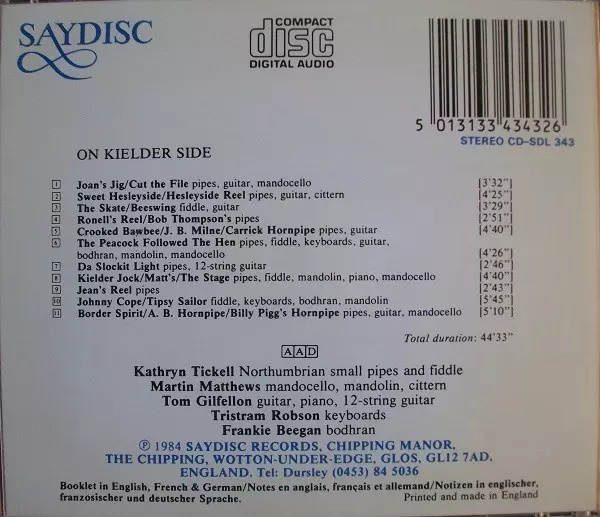 SAYDISC
COMPACT
disc
DIGITAL AUDIO
5 013133 434326
STEREO CD-SDL 343
ON KIELDER SIDE
1 Joan's Jig/Cut the File pipes, guitar, mandocello [3'32"]
2 Sweet Hesleyside/Hesleyside Reel pipes, guitar, cittern [4'25"]
3 The Skate/Beeswing fiddle, guitar [3'29"]
4 Ronell's Reel/Bob Thompson's pipes [2'51"]
5 Crooked Bawbee/J. B. Milne/Carrick Hornpipe pipes, guitar [4'40"]
6 The Peacock Followed The Hen pipes, fiddle, keyboards, guitar,
bodhran, mandolin, mandocello [4'26"]
7 Da Slockit Light pipes, 12-string guitar [2'46"]
8 Kielder Jock/Matt's/The Stage pipes, fiddle, mandolin, piano, mandocello [4'40"]
9 Jean's Reel pipes [2'43"]
10 Johnny Cope/Tipsy Sailor fiddle, keyboards, bodhran, mandolin [5'45"]
11 Border Spirit/A. B. Hornpipe/Billy Pigg's Hornpipe pipes, guitar, mandocello [5'10"]
Total duration: 44'33"
AAD
Kathryn Tickell Northumbrian small pipes and fiddle
Martin Matthews mandocello, mandolin, cittern
Tom Gilfellon guitar, piano, 12-string guitar
Tristram Robson keyboards
Frankie Beegan bodhran
℗ 1984 SAYDISC RECORDS, CHIPPING MANOR,
THE CHIPPING, WOTTON-UNDER-EDGE, GLOS, GL12 7AD,
ENGLAND. Tel: Dursley (0453) 84 5036
Booklet in English, French & German/Notes en anglais, français et allemand/Notizen in englischer,
franzosischer und deutscher Sprache. Printed and made in England